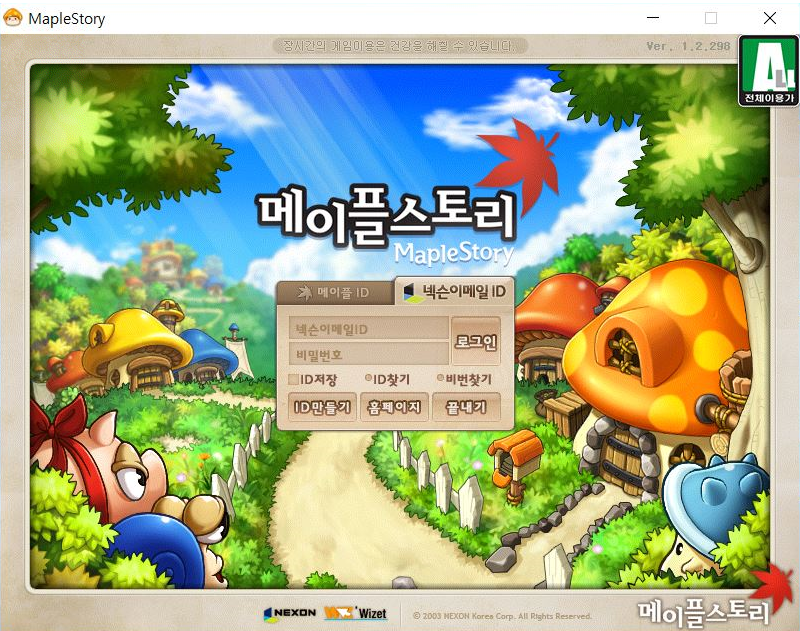 MapleStory
장시간의 게임이용은 건강을 해칠 수 있습니다.
Ver. 1.2.298
ALL
전체이용가
메이플스토리
MapleStory
메이플 ID
넥슨이메일 ID
넥슨이메일ID
로그인
비밀번호
ID저장
ID찾기
비번찾기
ID만들기
홈페이지
끝내기
NEXON
Wizet
© 2003 NEXON Korea Corp. All Rights Reserved.
메이플스토리